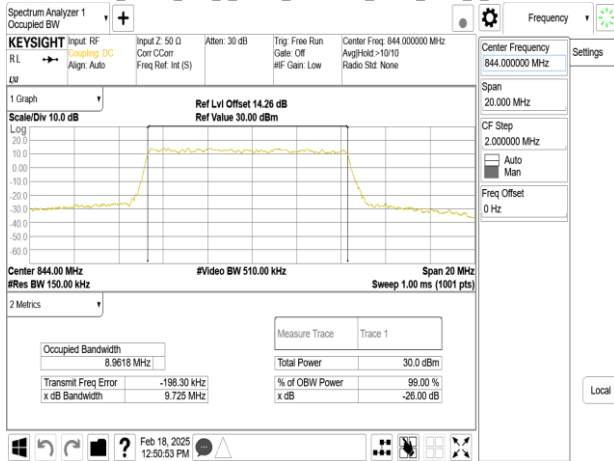 Spectrum Analyzer 1
Occupied BW
+
Frequency
KEYSIGHT
RL
Input: RF
Coupling: DC
Align: Auto
Input Z: 50 Ω
Corr CCorr
Freq Ref: Int (S)
Atten: 30 dB
Trig: Free Run
Gate: Off
#IF Gain: Low
Center Freq: 844.000000 MHz
Avg|Hold:>10/10
Radio Std: None
LXI
1 Graph
Scale/Div 10.0 dB
Ref Lvl Offset 14.26 dB
Ref Value 30.00 dBm
Log
20.0
10.0
0.00
-10.0
-20.0
-30.0
-40.0
-50.0
-60.0
Center 844.00 MHz
#Res BW 150.00 kHz
#Video BW 510.00 kHz
Span 20 MHz
Sweep 1.00 ms (1001 pts)
2 Metrics
Measure Trace Trace 1
Occupied Bandwidth
8.9618 MHz
Total Power 30.0 dBm
Transmit Freq Error -198.30 kHz
% of OBW Power 99.00 %
x dB Bandwidth 9.725 MHz
x dB -26.00 dB
?
Feb 18, 2025
12:50:53 PM
Center Frequency
844.000000 MHz
Settings
Span
20.000 MHz
CF Step
2.000000 MHz
Auto
Man
Freq Offset
0 Hz
Local